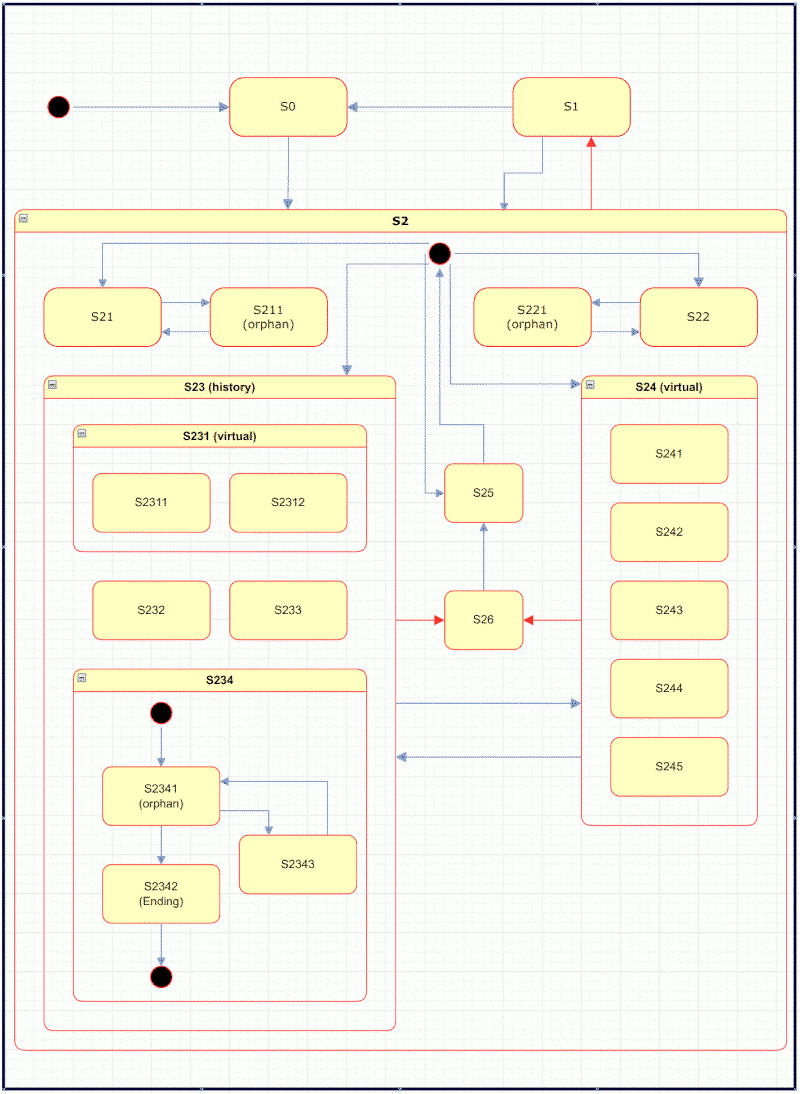 S0
S1
S2
S21
S211
(orphan)
S221
(orphan)
S22
S23 (history)
S24 (virtual)
S231 (virtual)
S241
S2311
S2312
S25
S242
S232
S233
S26
S243
S234
S244
S2341
(orphan)
S245
S2343
S2342
(Ending)